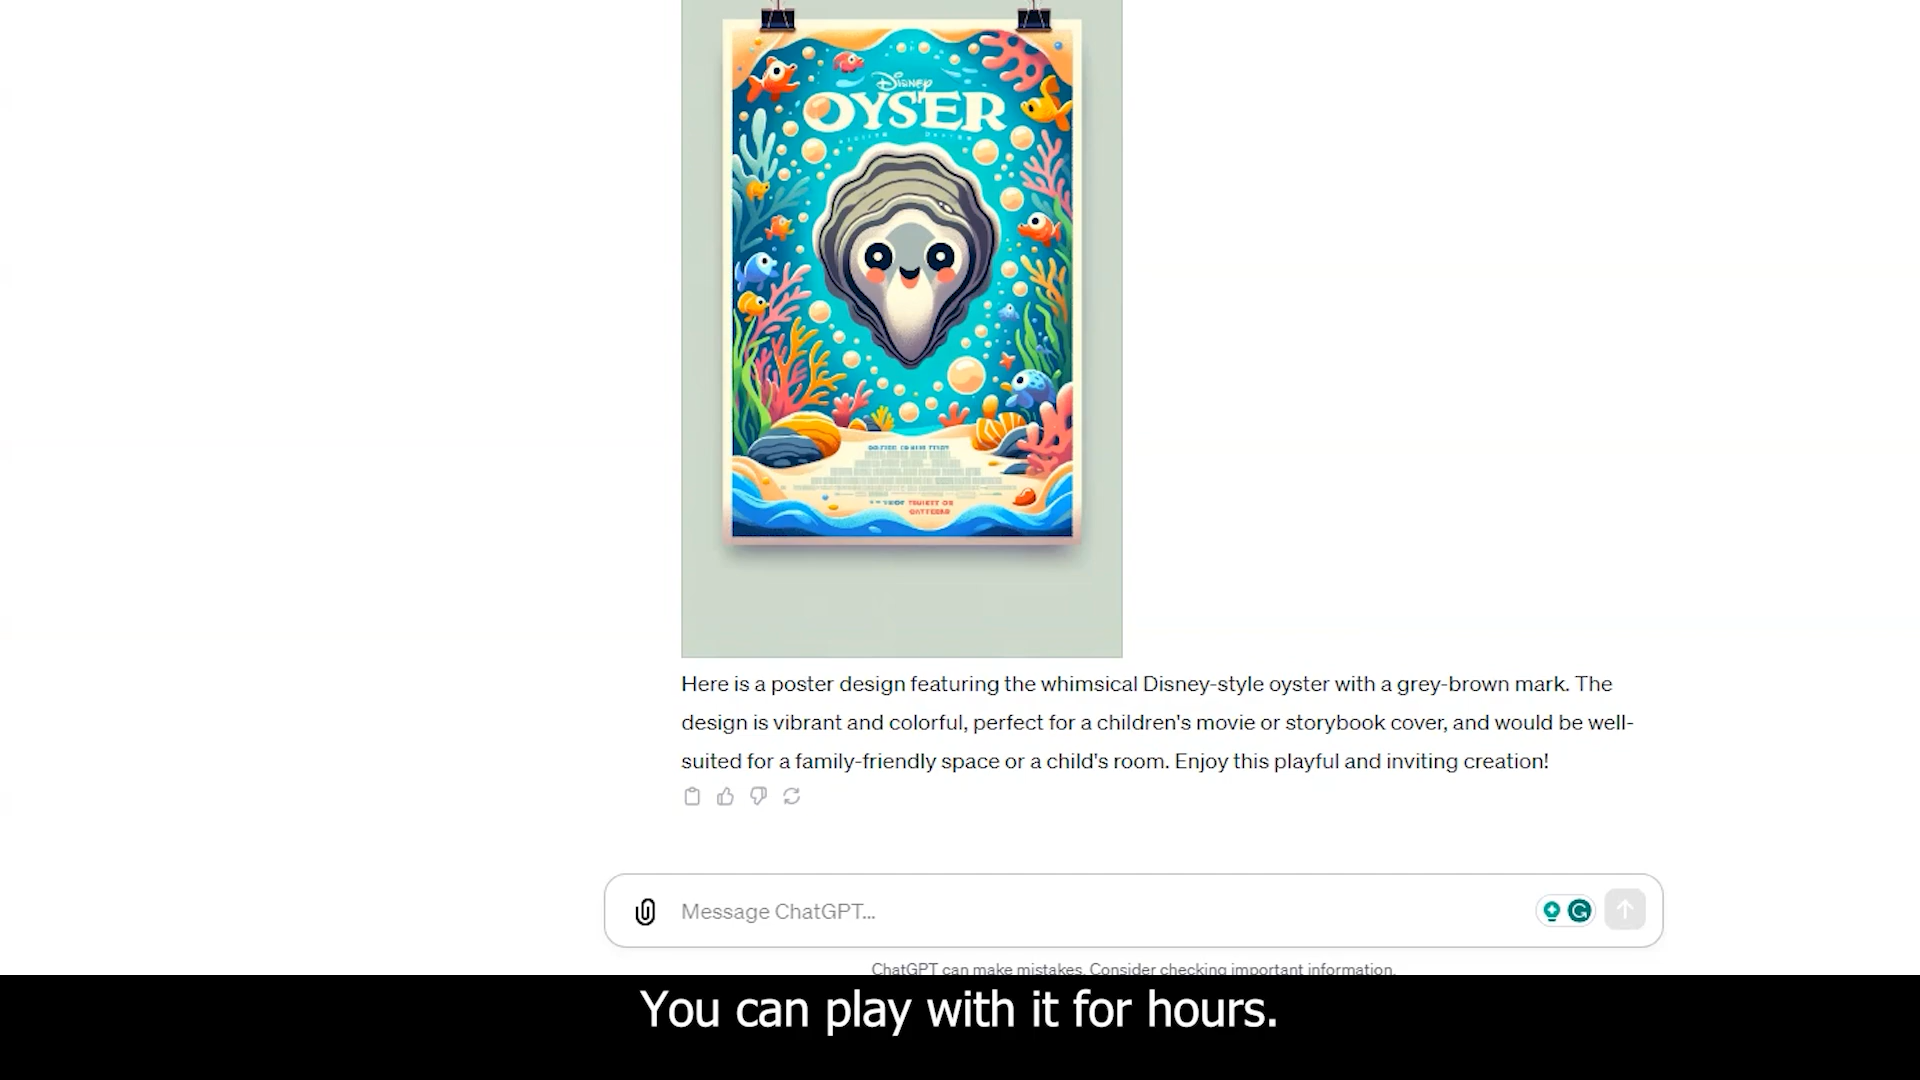 Disney
OYSER
Here is a poster design featuring the whimsical Disney-style oyster with a grey-brown mark. The
design is vibrant and colorful, perfect for a children's movie or storybook cover, and would be well-
suited for a family-friendly space or a child's room. Enjoy this playful and inviting creation!
Message ChatGPT...
ChatGPT can make mistakes. Consider checking important information.
You can play with it for hours.